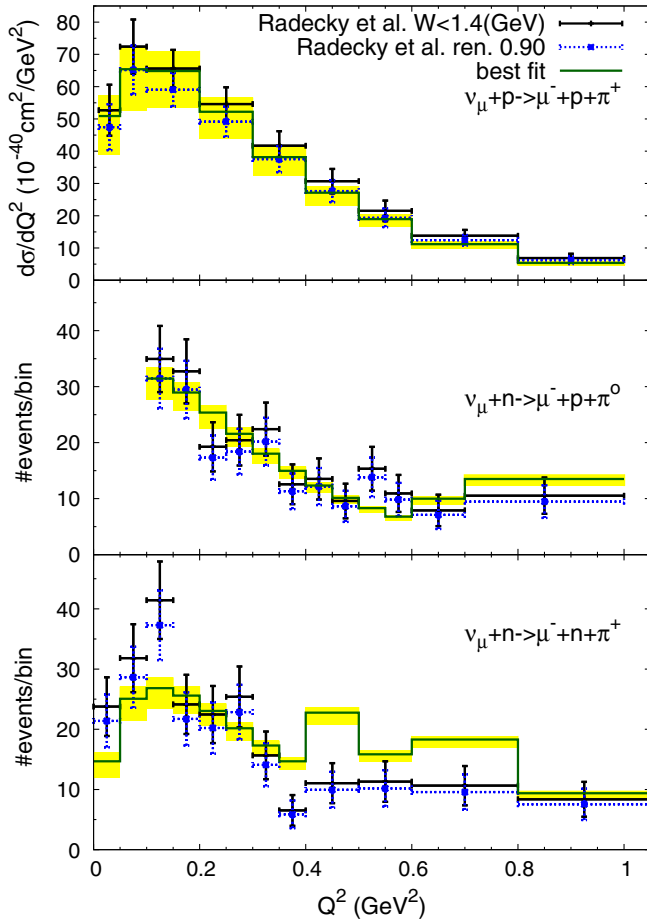 80
70
60
50
40
30
20
10
0
dσ/dQ² (10⁻⁴⁰cm²/GeV²)
Radecky et al. W<1.4(GeV)
Radecky et al. ren. 0.90
best fit
νμ+p->μ⁻+p+π⁺
40
30
20
10
0
#events/bin
νμ+n->μ⁻+p+πᵒ
40
30
20
10
0
#events/bin
νμ+n->μ⁻+n+π⁺
0 0.2 0.4 0.6 0.8 1
Q² (GeV²)